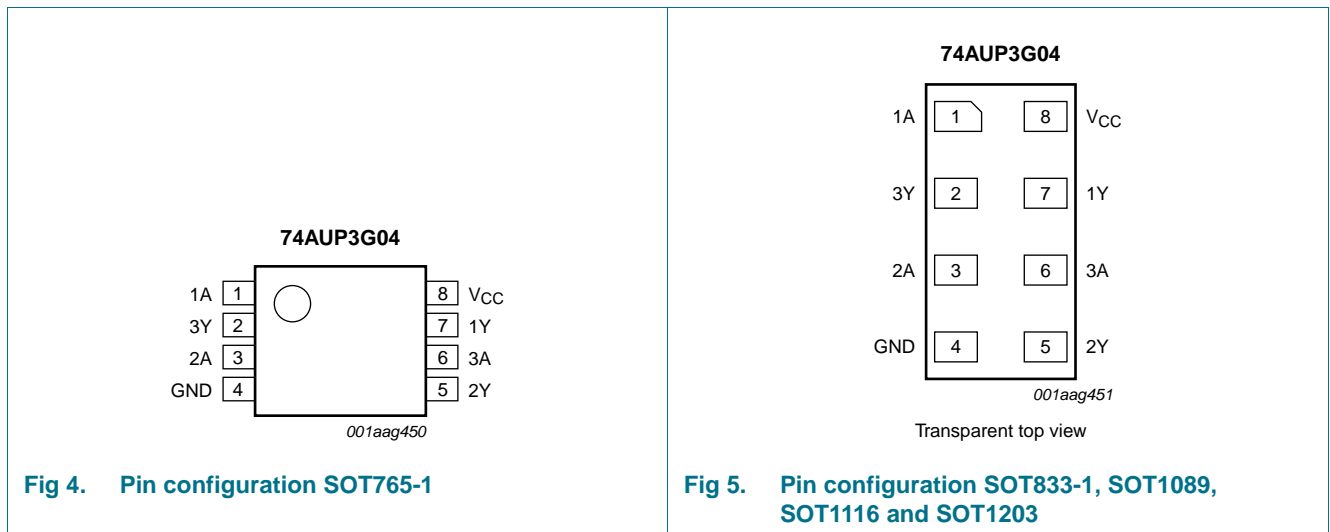 74AUP3G04
1A 1 8 VCC
3Y 2 7 1Y
2A 3 6 3A
GND 4 5 2Y
001aag450
Fig 4. Pin configuration SOT765-1
74AUP3G04
1A 1 8 VCC
3Y 2 7 1Y
2A 3 6 3A
GND 4 5 2Y
001aag451
Transparent top view
Fig 5. Pin configuration SOT833-1, SOT1089,
SOT1116 and SOT1203